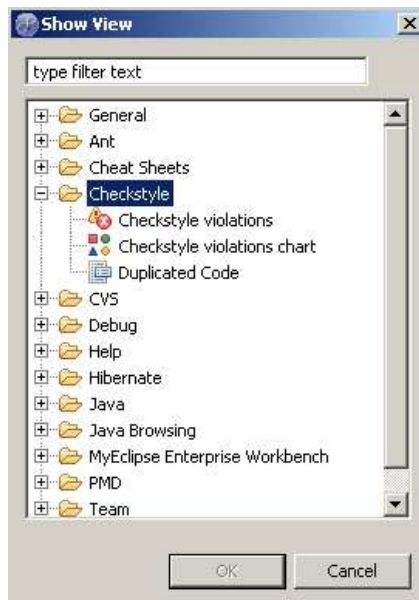 Show View
type filter text
General
Ant
Cheat Sheets
Checkstyle
Checkstyle violations
Checkstyle violations chart
Duplicated Code
CVS
Debug
Help
Hibernate
Java
Java Browsing
MyEclipse Enterprise Workbench
PMD
Team
OK
Cancel